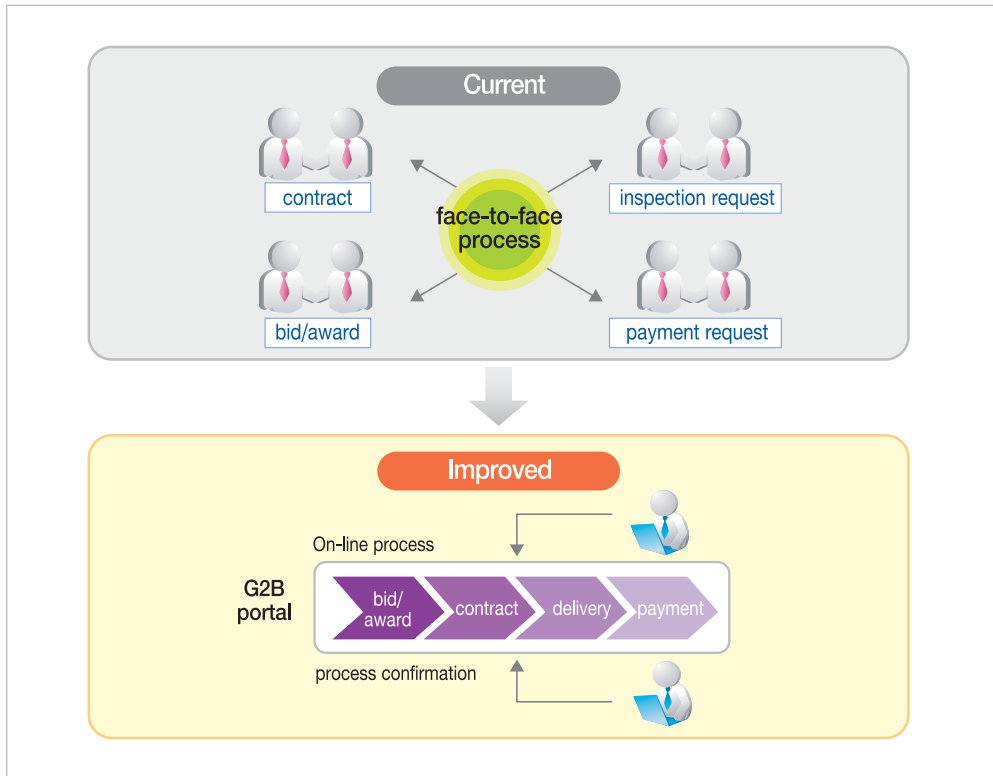 Current
contract
inspection request
face-to-face
process
bid/award
payment request
Improved
On-line process
G2B
portal
bid/
award
contract
delivery
payment
process confirmation